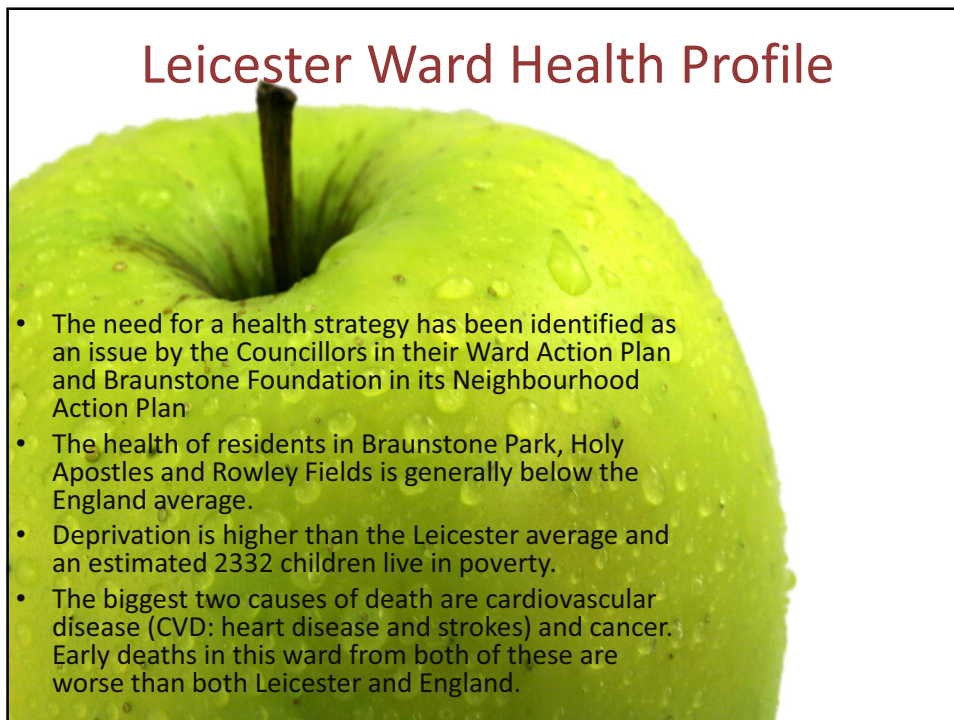 Leicester Ward Health Profile
• The need for a health strategy has been identified as
an issue by the Councillors in their Ward Action Plan
and Braunstone Foundation in its Neighbourhood
Action Plan
• The health of residents in Braunstone Park, Holy
Apostles and Rowley Fields is generally below the
England average.
• Deprivation is higher than the Leicester average and
an estimated 2332 children live in poverty.
• The biggest two causes of death are cardiovascular
disease (CVD: heart disease and strokes) and cancer.
Early deaths in this ward from both of these are
worse than both Leicester and England.